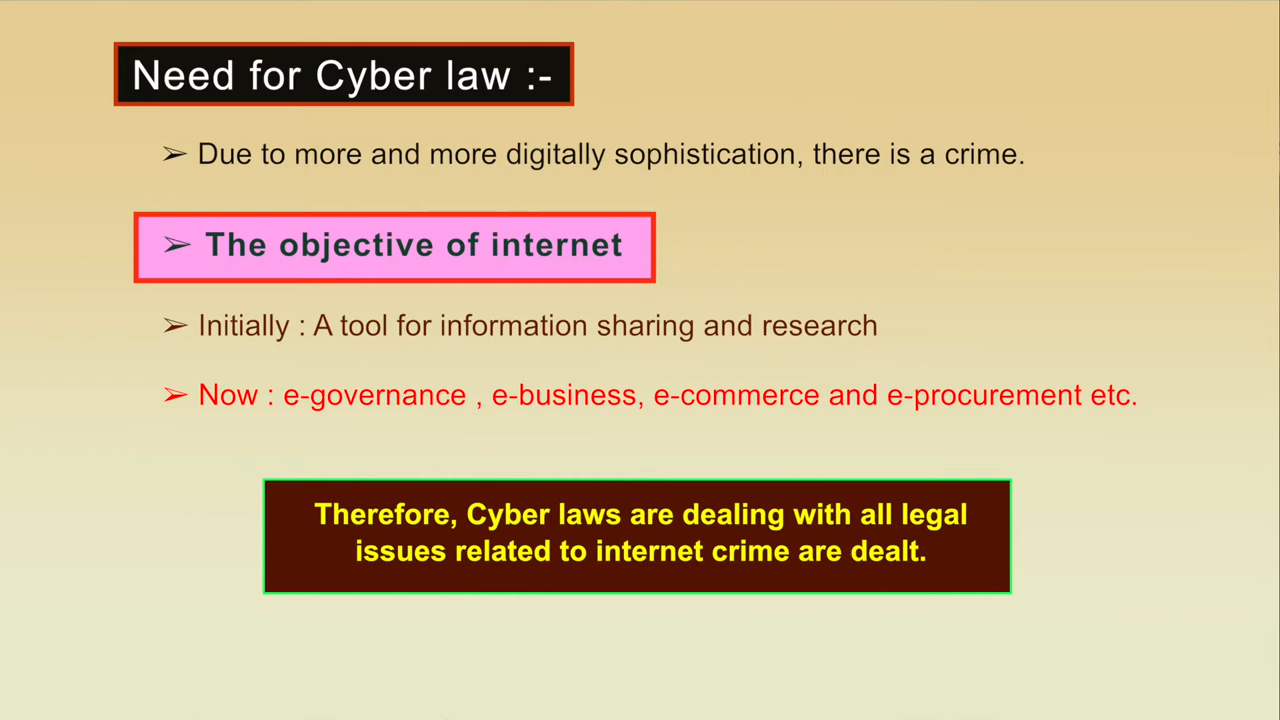 Need for Cyber law :-
➢ Due to more and more digitally sophistication, there is a crime.
➢ The objective of internet
➢ Initially : A tool for information sharing and research
➢ Now : e-governance , e-business, e-commerce and e-procurement etc.
Therefore, Cyber laws are dealing with all legal
issues related to internet crime are dealt.